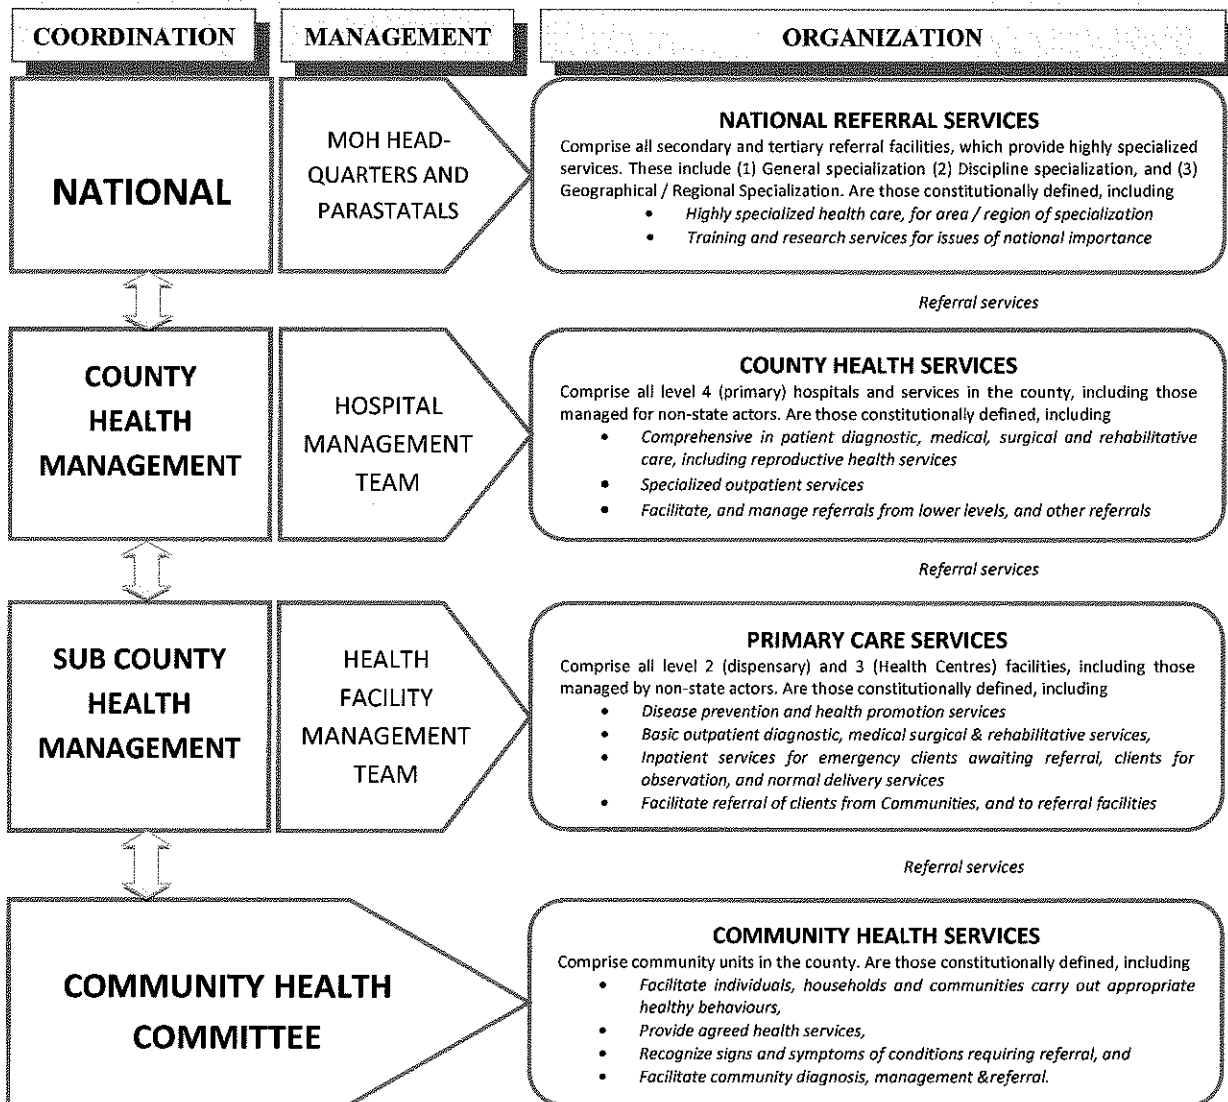 COORDINATION
MANAGEMENT
ORGANIZATION
NATIONAL
MOH HEAD-
QUARTERS AND
PARASTATALS
NATIONAL REFERRAL SERVICES
Comprise all secondary and tertiary referral facilities, which provide highly specialized
services. These include (1) General specialization (2) Discipline specialization, and (3)
Geographical / Regional Specialization. Are those constitutionally defined, including
• Highly specialized health care, for area / region of specialization
• Training and research services for issues of national importance
Referral services
COUNTY
HEALTH
MANAGEMENT
HOSPITAL
MANAGEMENT
TEAM
COUNTY HEALTH SERVICES
Comprise all level 4 (primary) hospitals and services in the county, including those
managed for non-state actors. Are those constitutionally defined, including
• Comprehensive in patient diagnostic, medical, surgical and rehabilitative
care, including reproductive health services
• Specialized outpatient services
• Facilitate, and manage referrals from lower levels, and other referrals
Referral services
SUB COUNTY
HEALTH
MANAGEMENT
HEALTH
FACILITY
MANAGEMENT
TEAM
PRIMARY CARE SERVICES
Comprise all level 2 (dispensary) and 3 (Health Centres) facilities, including those
managed by non-state actors. Are those constitutionally defined, including
• Disease prevention and health promotion services
• Basic outpatient diagnostic, medical surgical & rehabilitative services,
• Inpatient services for emergency clients awaiting referral, clients for
observation, and normal delivery services
• Facilitate referral of clients from Communities, and to referral facilities
Referral services
COMMUNITY HEALTH
COMMITTEE
COMMUNITY HEALTH SERVICES
Comprise community units in the county. Are those constitutionally defined, including
• Facilitate individuals, households and communities carry out appropriate
healthy behaviours,
• Provide agreed health services,
• Recognize signs and symptoms of conditions requiring referral, and
• Facilitate community diagnosis, management &referral.